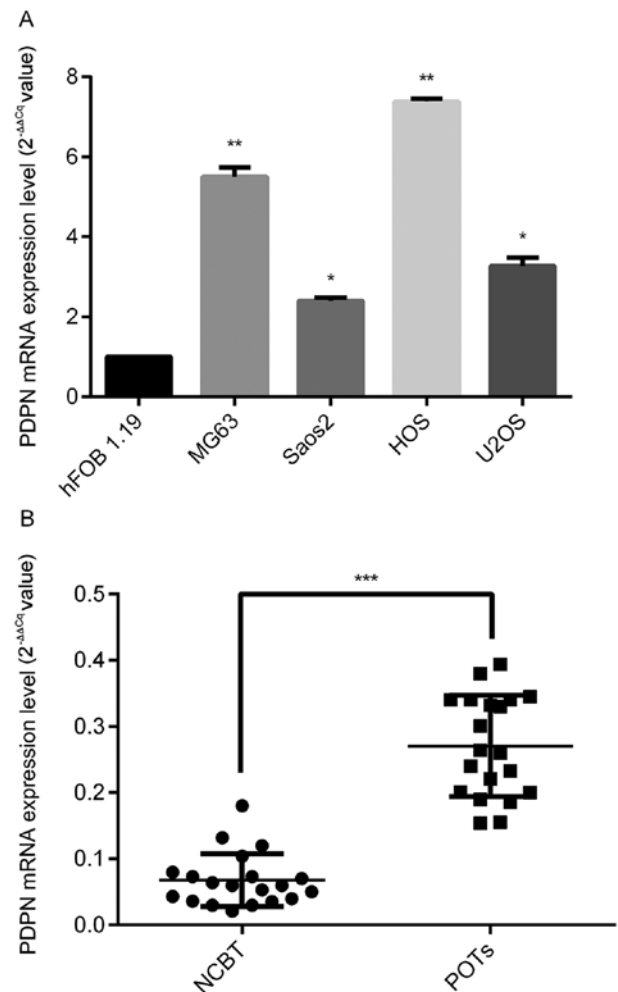 A
PDPN mRNA expression level (2^-ΔΔCq value)
8
6
4
2
0
**
*
**
*
hFOB 1.19
MG63
Saos2
HOS
U2OS
B
PDPN mRNA expression level (2^-ΔΔCq value)
0.5
0.4
0.3
0.2
0.1
0.0
***
NCBT
POTs